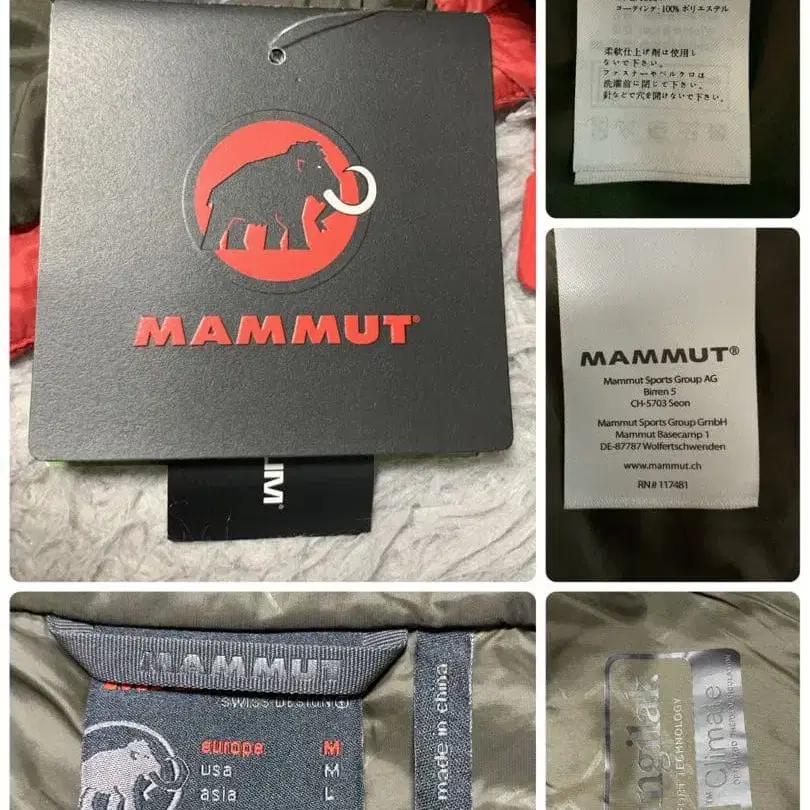 MAMMUT®
コーティング:100% ポリエステル
柔軟仕上げ剤は使用し
ないで下さい。
ファスナーやベルクロは
洗濯前に閉じて下さい。
針などで穴を開けないで下さい。
MAMMUT®
Mammut Sports Group AG
Birren 5
CH-5703 Seon
Mammut Sports Group GmbH
Mammut Basecamp 1
DE-87787 Wolfertschwenden
www.mammut.ch
RN# 117481
MAMMUT
SWISS DESIGN
europe M
usa M
asia L
made in china
TECHNOLOGY
Climate™